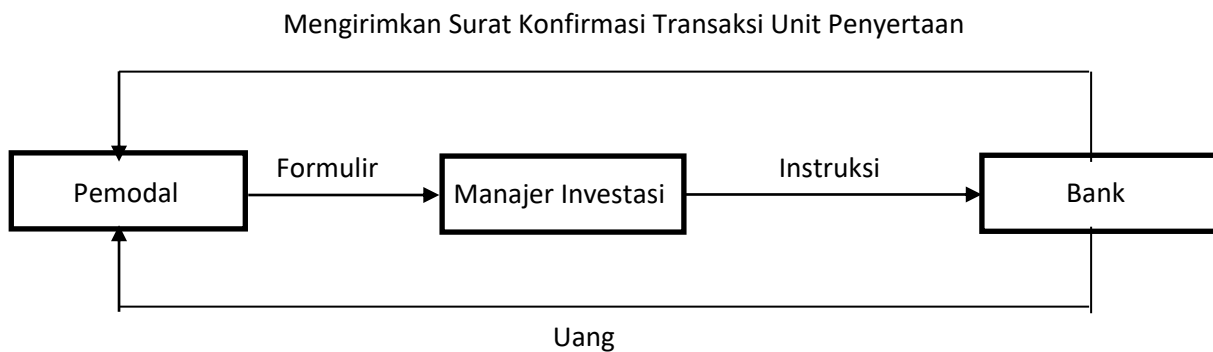 Mengirimkan Surat Konfirmasi Transaksi Unit Penyertaan
Formulir
Instruksi
Pemodal
Manajer Investasi
Bank
Uang